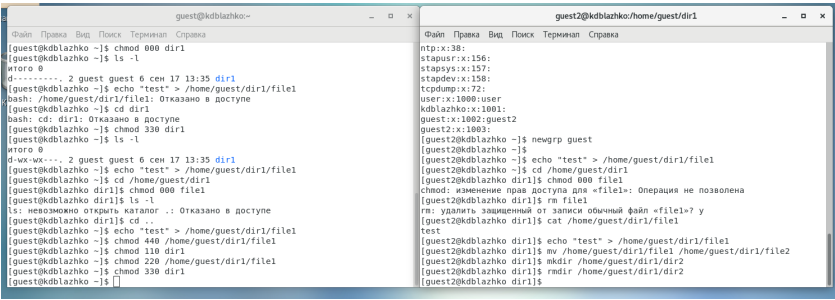 guest@kdblazhko:~
Файл Правка Вид Поиск Терминал Справка
[guest@kdblazhko ~]$ chmod 000 dir1
[guest@kdblazhko ~]$ ls -l
итого 0
d---------. 2 guest guest 6 сен 17 13:35 dir1
[guest@kdblazhko ~]$ echo "test" > /home/guest/dir1/file1
bash: /home/guest/dir1/file1: Отказано в доступе
[guest@kdblazhko ~]$ cd dir1
bash: cd: dir1: Отказано в доступе
[guest@kdblazhko ~]$ chmod 330 dir1
[guest@kdblazhko ~]$ ls -l
итого 0
d-wx-wx---. 2 guest guest 6 сен 17 13:35 dir1
[guest@kdblazhko ~]$ echo "test" > /home/guest/dir1/file1
[guest@kdblazhko ~]$ cd /home/guest/dir1
[guest@kdblazhko dir1]$ chmod 000 file1
[guest@kdblazhko dir1]$ ls -l
ls: невозможно открыть каталог .: Отказано в доступе
[guest@kdblazhko dir1]$ cd ..
[guest@kdblazhko ~]$ echo "test" > /home/guest/dir1/file1
[guest@kdblazhko ~]$ chmod 440 /home/guest/dir1/file1
[guest@kdblazhko ~]$ chmod 110 dir1
[guest@kdblazhko ~]$ chmod 220 /home/guest/dir1/file1
[guest@kdblazhko ~]$ chmod 330 dir1
[guest@kdblazhko ~]$
guest2@kdblazhko:/home/guest/dir1
Файл Правка Вид Поиск Терминал Справка
ntp:x:38:
stapusr:x:156:
stapsys:x:157:
stapdev:x:158:
tcpdump:x:72:
user:x:1000:user
kdblazhko:x:1001:
guest:x:1002:guest2
guest2:x:1003:
[guest2@kdblazhko ~]$ newgrp guest
[guest2@kdblazhko ~]$
[guest2@kdblazhko ~]$ echo "test" > /home/guest/dir1/file1
[guest2@kdblazhko ~]$ cd /home/guest/dir1
[guest2@kdblazhko dir1]$ chmod 000 file1
chmod: изменение прав доступа для «file1»: Операция не позволена
[guest2@kdblazhko dir1]$ rm file1
rm: удалить защищенный от записи обычный файл «file1»? y
[guest2@kdblazhko dir1]$ cat /home/guest/dir1/file1
test
[guest2@kdblazhko dir1]$ echo "test" > /home/guest/dir1/file1
[guest2@kdblazhko dir1]$ mv /home/guest/dir1/file1 /home/guest/dir1/file2
[guest2@kdblazhko dir1]$ mkdir /home/guest/dir1/dir2
[guest2@kdblazhko dir1]$ rmdir /home/guest/dir1/dir2
[guest2@kdblazhko dir1]$